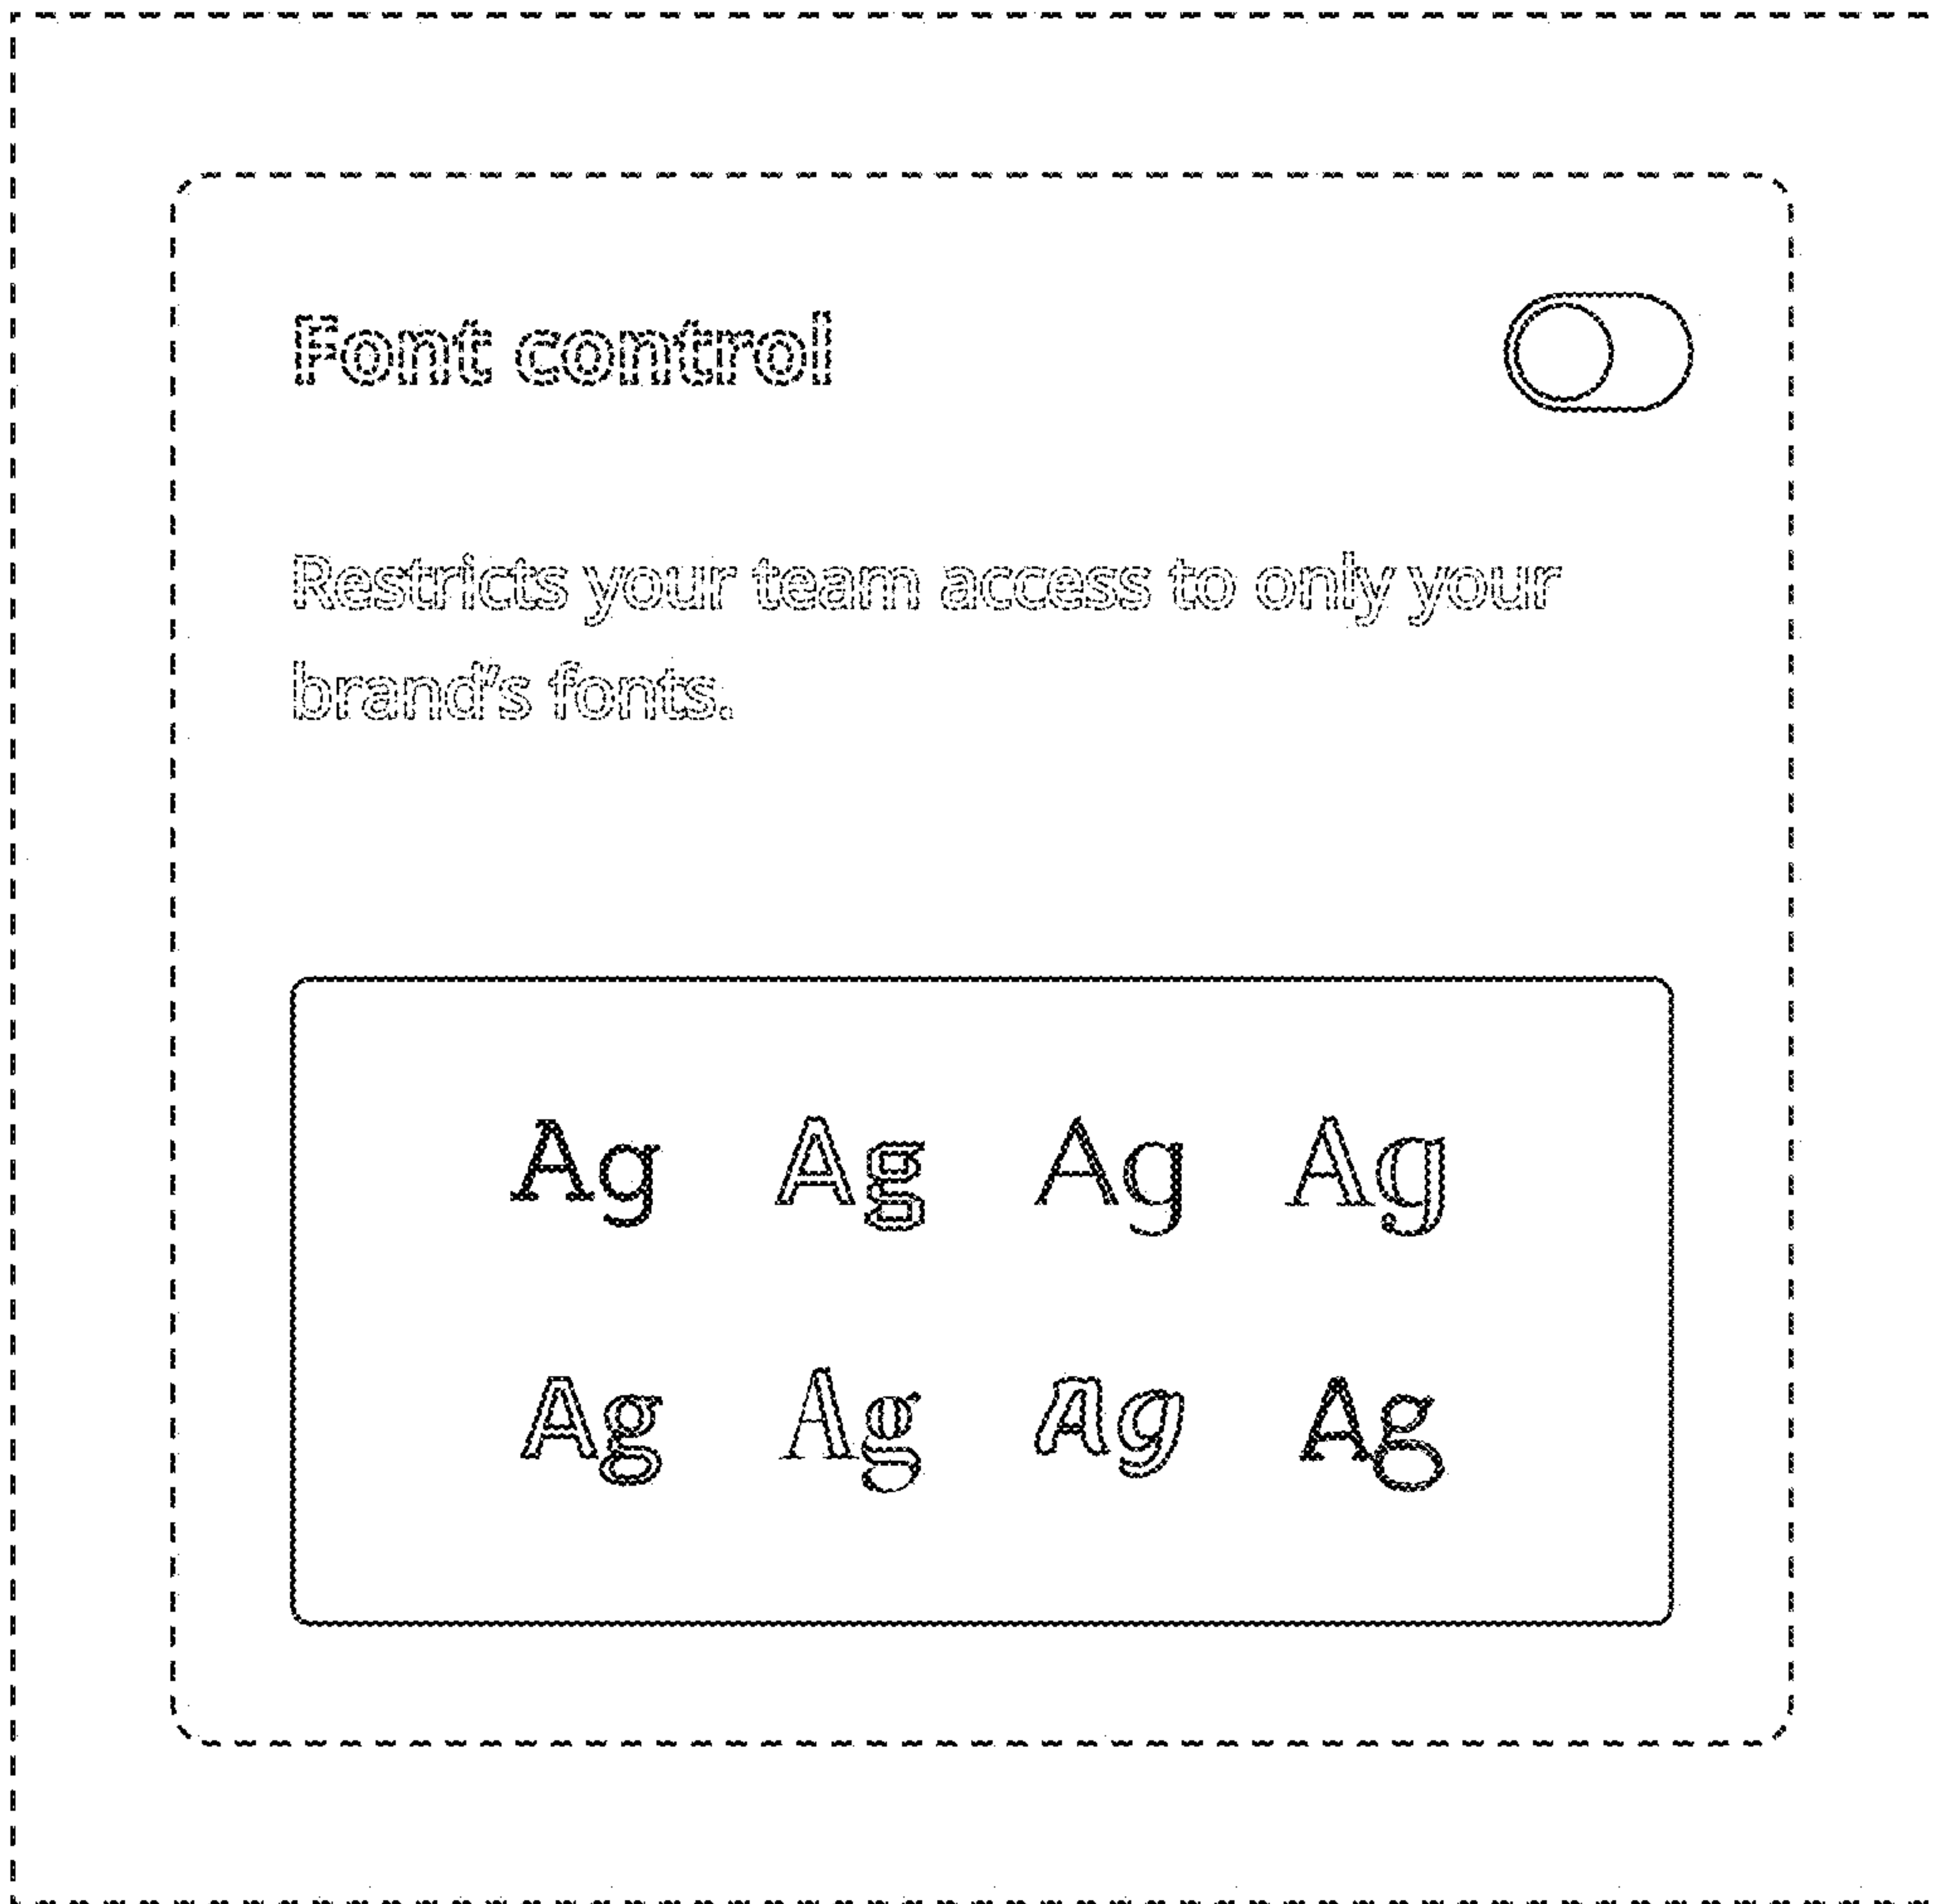 Font control
Restricts your team access to only your
brand's fonts.
Ag Ag Ag Ag
Ag Ag Ag Ag